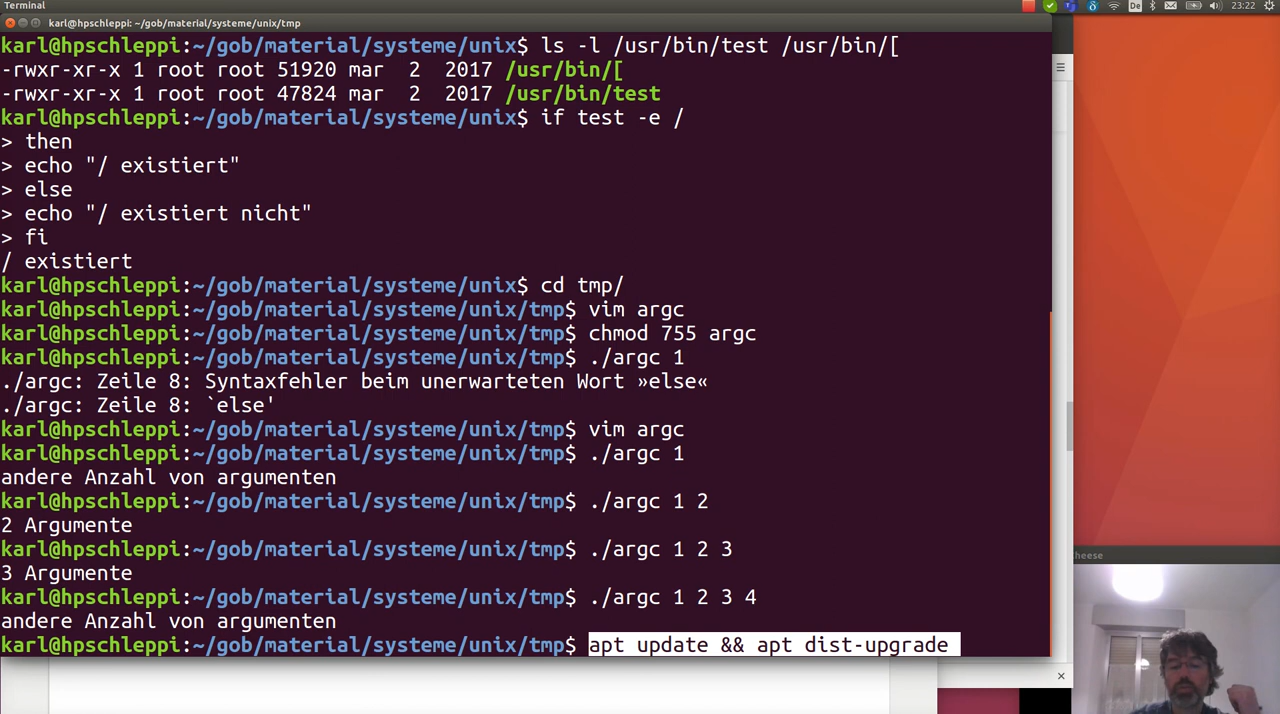 Terminal
De
23:22
karl@hpschleppi: ~/gob/material/systeme/unix/tmp
karl@hpschleppi:~/gob/material/systeme/unix$ ls -l /usr/bin/test /usr/bin/[
-rwxr-xr-x 1 root root 51920 mar  2  2017 /usr/bin/[
-rwxr-xr-x 1 root root 47824 mar  2  2017 /usr/bin/test
karl@hpschleppi:~/gob/material/systeme/unix$ if test -e /
> then
> echo "/ existiert"
> else
> echo "/ existiert nicht"
> fi
/ existiert
karl@hpschleppi:~/gob/material/systeme/unix$ cd tmp/
karl@hpschleppi:~/gob/material/systeme/unix/tmp$ vim argc
karl@hpschleppi:~/gob/material/systeme/unix/tmp$ chmod 755 argc
karl@hpschleppi:~/gob/material/systeme/unix/tmp$ ./argc 1
./argc: Zeile 8: Syntaxfehler beim unerwarteten Wort »else«
./argc: Zeile 8: `else'
karl@hpschleppi:~/gob/material/systeme/unix/tmp$ vim argc
karl@hpschleppi:~/gob/material/systeme/unix/tmp$ ./argc 1
andere Anzahl von argumenten
karl@hpschleppi:~/gob/material/systeme/unix/tmp$ ./argc 1 2
2 Argumente
karl@hpschleppi:~/gob/material/systeme/unix/tmp$ ./argc 1 2 3
3 Argumente
karl@hpschleppi:~/gob/material/systeme/unix/tmp$ ./argc 1 2 3 4
andere Anzahl von argumenten
karl@hpschleppi:~/gob/material/systeme/unix/tmp$ apt update && apt dist-upgrade
heese